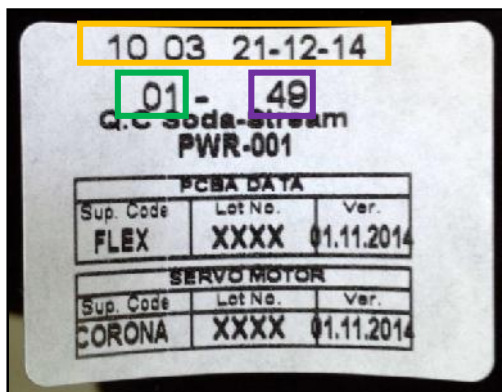 10 03 21-12-14
01 - 49
Q.C Soda-Stream
PWR-001
PCBA DATA
Sup. Code Lot No. Ver.
FLEX XXXX 01.11.2014
SERVO MOTOR
Sup. Code Lot No. Ver.
CORONA XXXX 01.11.2014